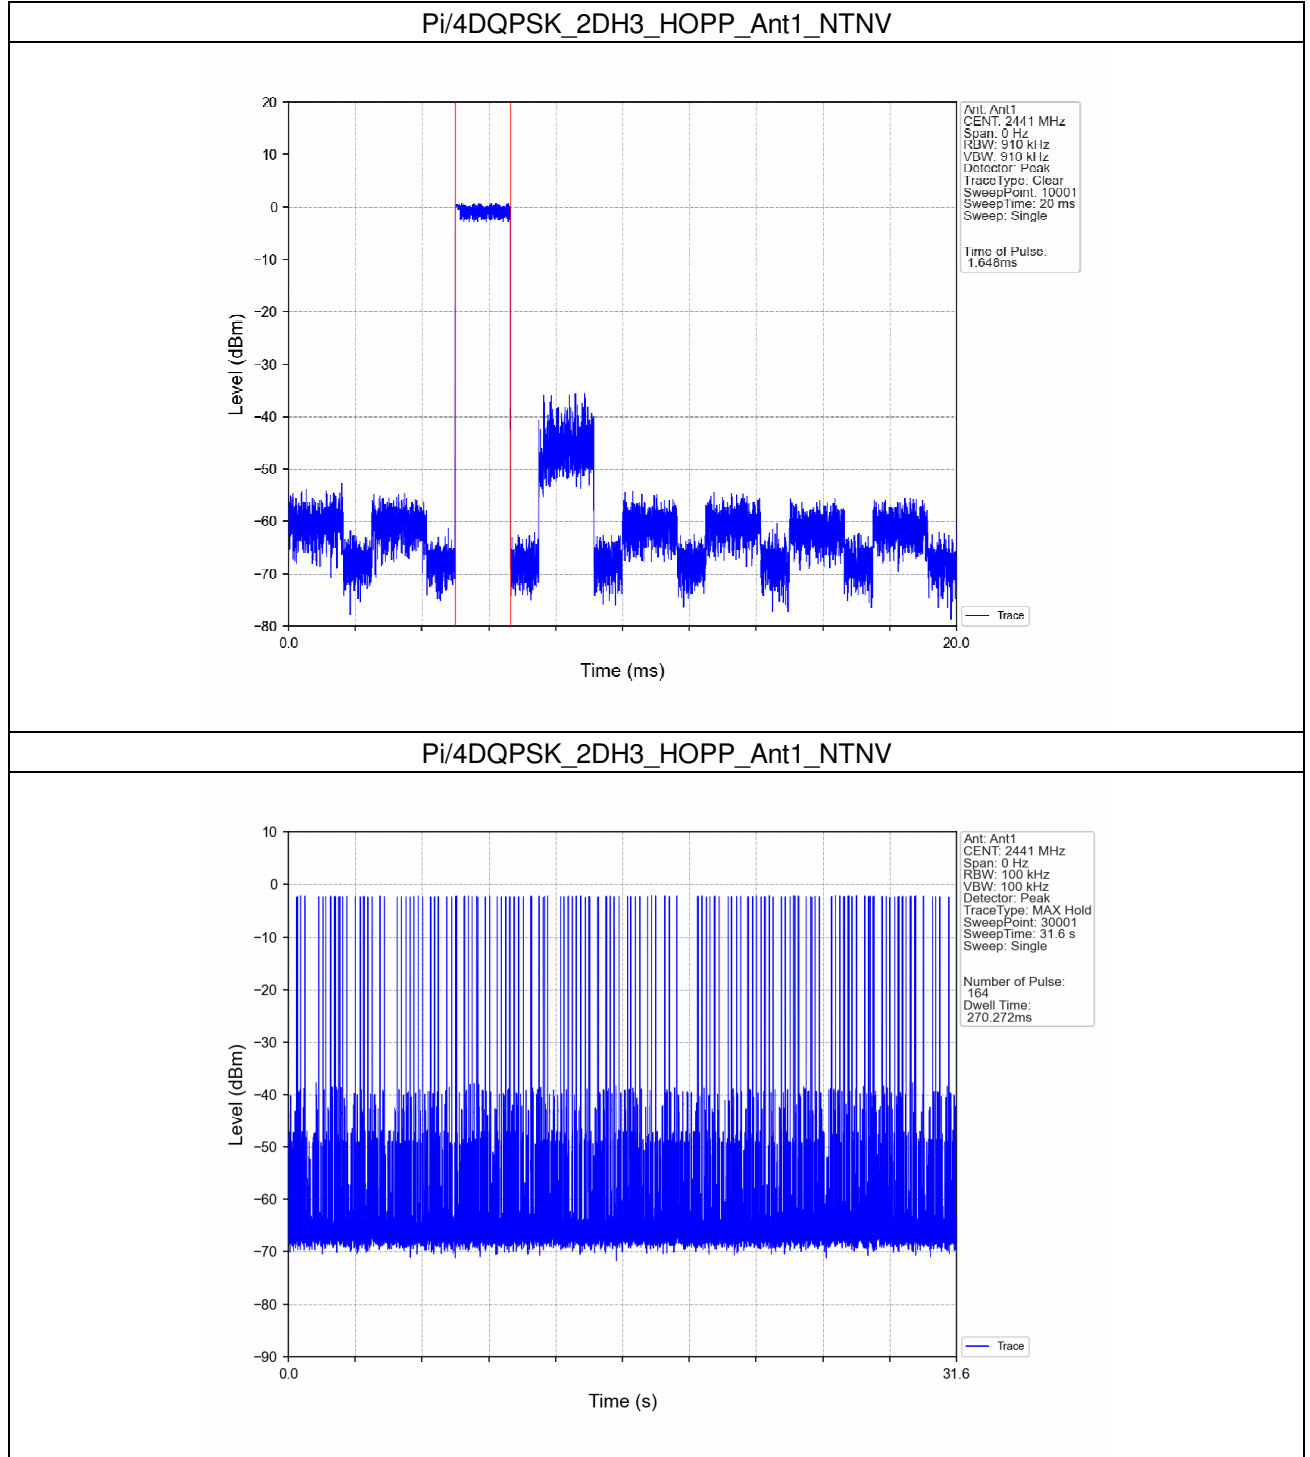 Pi/4DQPSK_2DH3_HOPP_Ant1_NTNV
20
10
0
−10
−20
−30
−40
−50
−60
−70
−80
Level (dBm)
0.0
20.0
Time (ms)
Ant: Ant1
CENT: 2441 MHz
Span: 0 Hz
RBW: 910 kHz
VBW: 910 kHz
Detector: Peak
TraceType: Clear
SweepPoint: 10001
SweepTime: 20 ms
Sweep: Single
Time of Pulse:
1.648ms
Trace
Pi/4DQPSK_2DH3_HOPP_Ant1_NTNV
10
0
−10
−20
−30
−40
−50
−60
−70
−80
−90
Level (dBm)
0.0
31.6
Time (s)
Ant: Ant1
CENT: 2441 MHz
Span: 0 Hz
RBW: 100 kHz
VBW: 100 kHz
Detector: Peak
TraceType: MAX Hold
SweepPoint: 30001
SweepTime: 31.6 s
Sweep: Single
Number of Pulse:
164
Dwell Time:
270.272ms
Trace